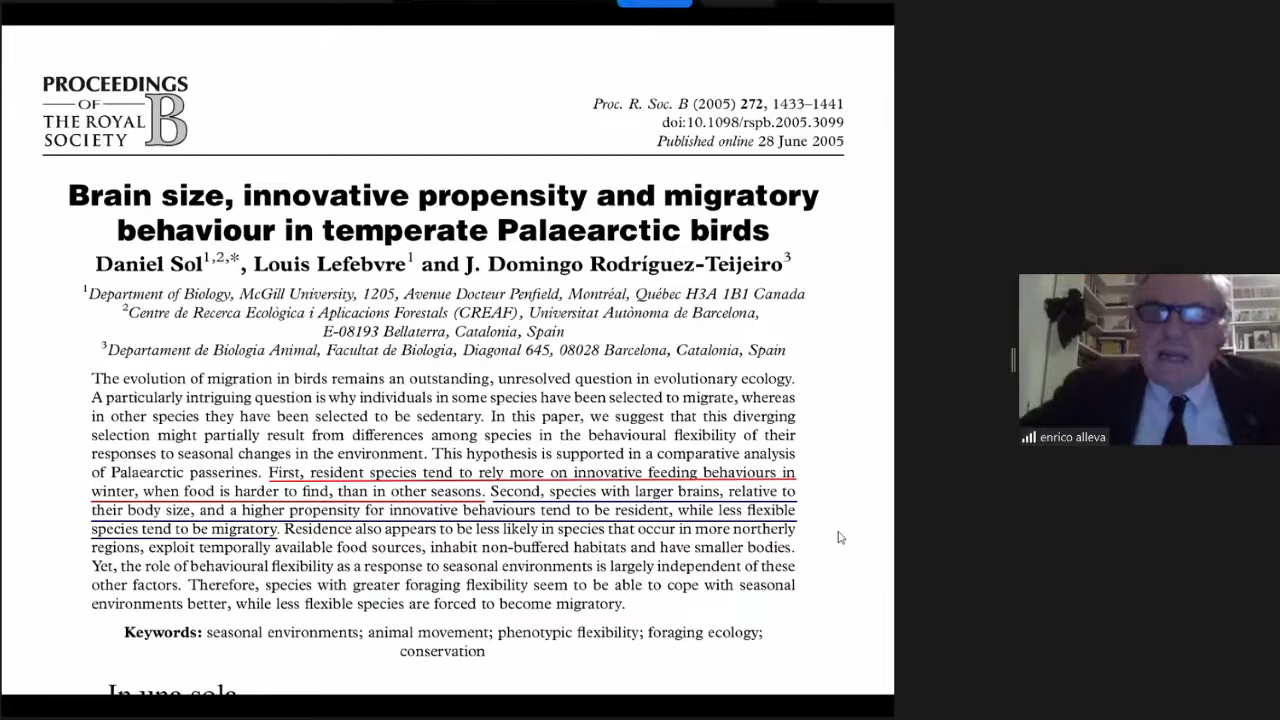 PROCEEDINGS
OF
THE ROYAL
SOCIETY
B
Proc. R. Soc. B (2005) 272, 1433–1441
doi:10.1098/rspb.2005.3099
Published online 28 June 2005
Brain size, innovative propensity and migratory
behaviour in temperate Palaearctic birds
Daniel Sol1,2,*, Louis Lefebvre1 and J. Domingo Rodríguez-Teijeiro3
1Department of Biology, McGill University, 1205, Avenue Docteur Penfield, Montréal, Québec H3A 1B1 Canada
2Centre de Recerca Ecològica i Aplicacions Forestals (CREAF), Universitat Autònoma de Barcelona,
E-08193 Bellaterra, Catalonia, Spain
3Departament de Biologia Animal, Facultat de Biologia, Diagonal 645, 08028 Barcelona, Catalonia, Spain
The evolution of migration in birds remains an outstanding, unresolved question in evolutionary ecology.
A particularly intriguing question is why individuals in some species have been selected to migrate, whereas
in other species they have been selected to be sedentary. In this paper, we suggest that this diverging
selection might partially result from differences among species in the behavioural flexibility of their
responses to seasonal changes in the environment. This hypothesis is supported in a comparative analysis
of Palaearctic passerines. First, resident species tend to rely more on innovative feeding behaviours in
winter, when food is harder to find, than in other seasons. Second, species with larger brains, relative to
their body size, and a higher propensity for innovative behaviours tend to be resident, while less flexible
species tend to be migratory. Residence also appears to be less likely in species that occur in more northerly
regions, exploit temporally available food sources, inhabit non-buffered habitats and have smaller bodies.
Yet, the role of behavioural flexibility as a response to seasonal environments is largely independent of these
other factors. Therefore, species with greater foraging flexibility seem to be able to cope with seasonal
environments better, while less flexible species are forced to become migratory.
Keywords: seasonal environments; animal movement; phenotypic flexibility; foraging ecology;
conservation
In una sola
enrico alleva